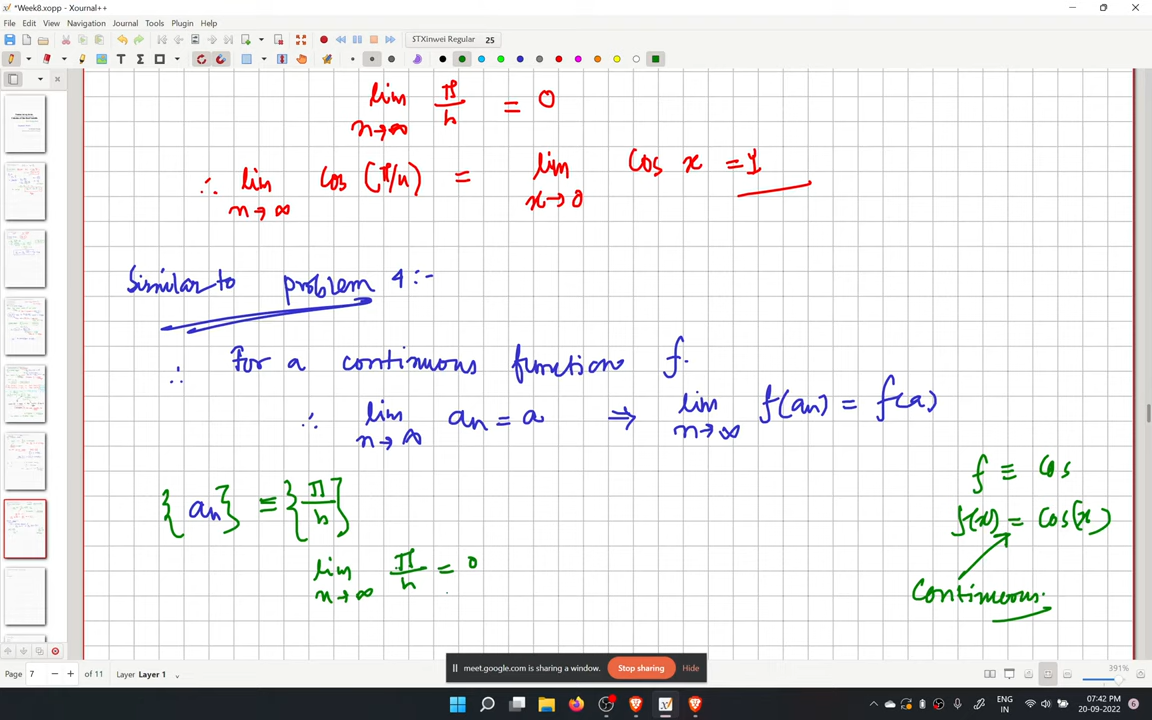 *Week8.xopp - Xournal++
File Edit View Navigation Journal Tools Plugin Help
STXinwei Regular 25
lim π/n = 0
n→∞
∴ lim cos (π/n) = lim cos x = 1
n→∞ x→0
Similar to problem 4 :-
∴ For a continuous function f.
∴ lim an = a ⇒ lim f(an) = f(a)
n→∞ n→∞
f ≡ cos
{an} ≡ {π/n}
f(x) = cos(x)
lim π/n = 0
n→∞
Continuous.
meet.google.com is sharing a window. Stop sharing Hide
Page 7 of 11 Layer Layer 1 391%
ENG 07:42 PM
IN 20-09-2022 6